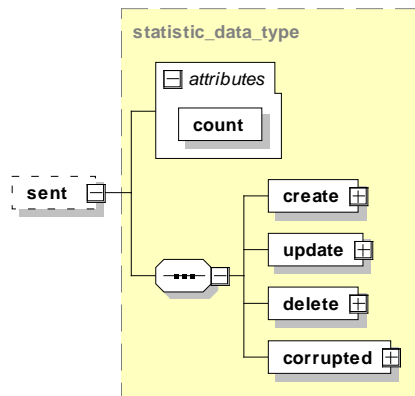 statistic_data_type
attributes
count
sent
create
update
delete
corrupted